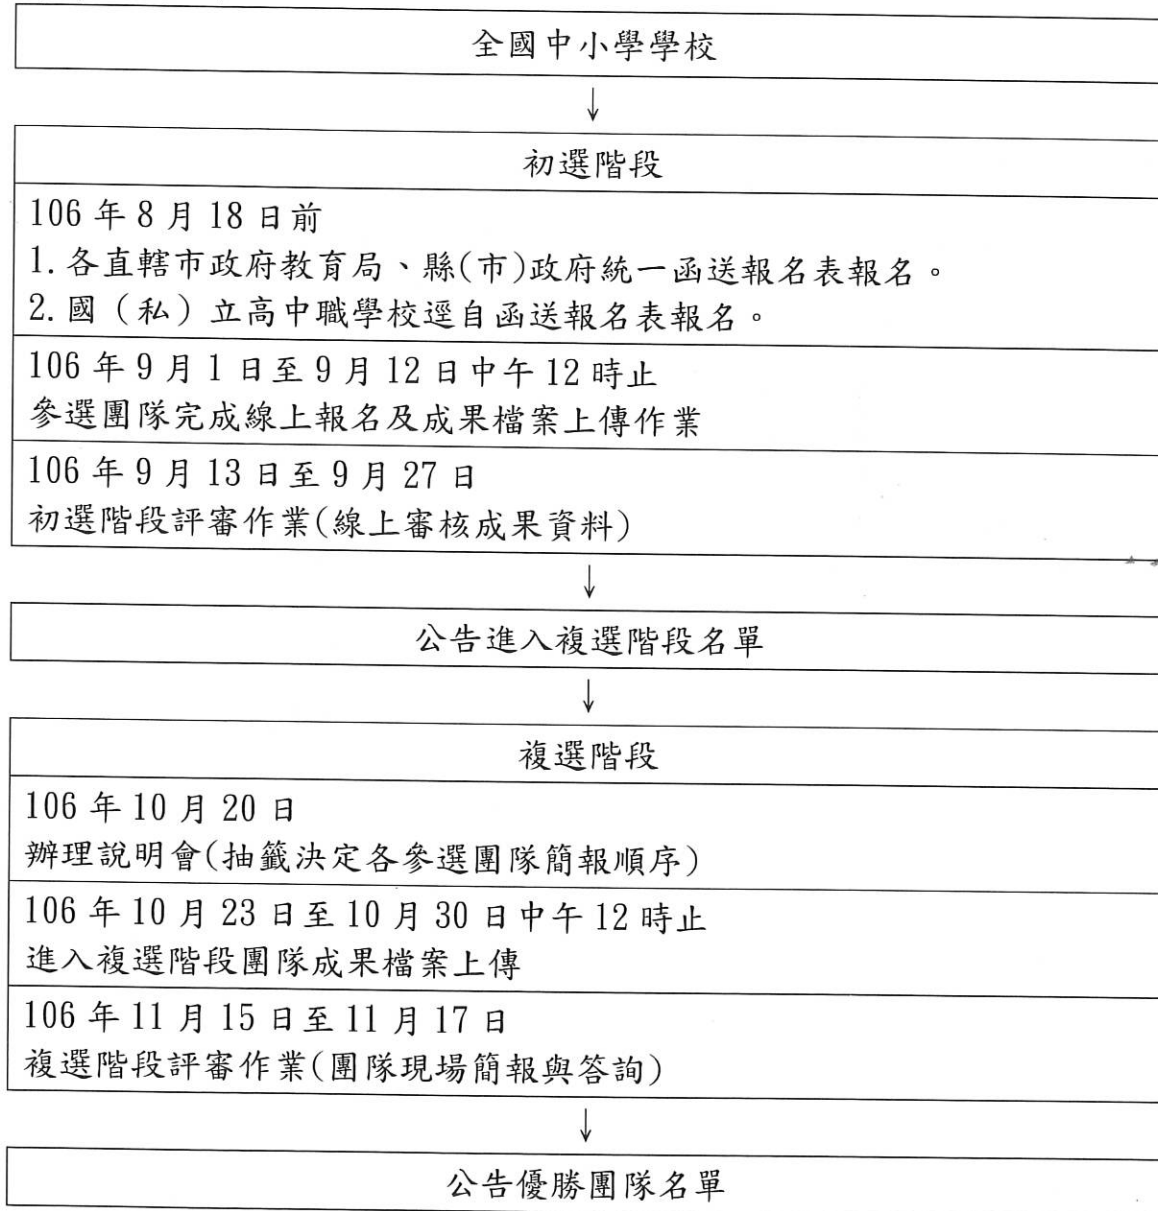 全國中小學學校
↓
初選階段
106 年 8 月 18 日前
1. 各直轄市政府教育局、縣(市)政府統一函送報名表報名。
2. 國（私）立高中職學校逕自函送報名表報名。
106 年 9 月 1 日至 9 月 12 日中午 12 時止
參選團隊完成線上報名及成果檔案上傳作業
106 年 9 月 13 日至 9 月 27 日
初選階段評審作業(線上審核成果資料)
↓
公告進入複選階段名單
↓
複選階段
106 年 10 月 20 日
辦理說明會(抽籤決定各參選團隊簡報順序)
106 年 10 月 23 日至 10 月 30 日中午 12 時止
進入複選階段團隊成果檔案上傳
106 年 11 月 15 日至 11 月 17 日
複選階段評審作業(團隊現場簡報與答詢)
↓
公告優勝團隊名單